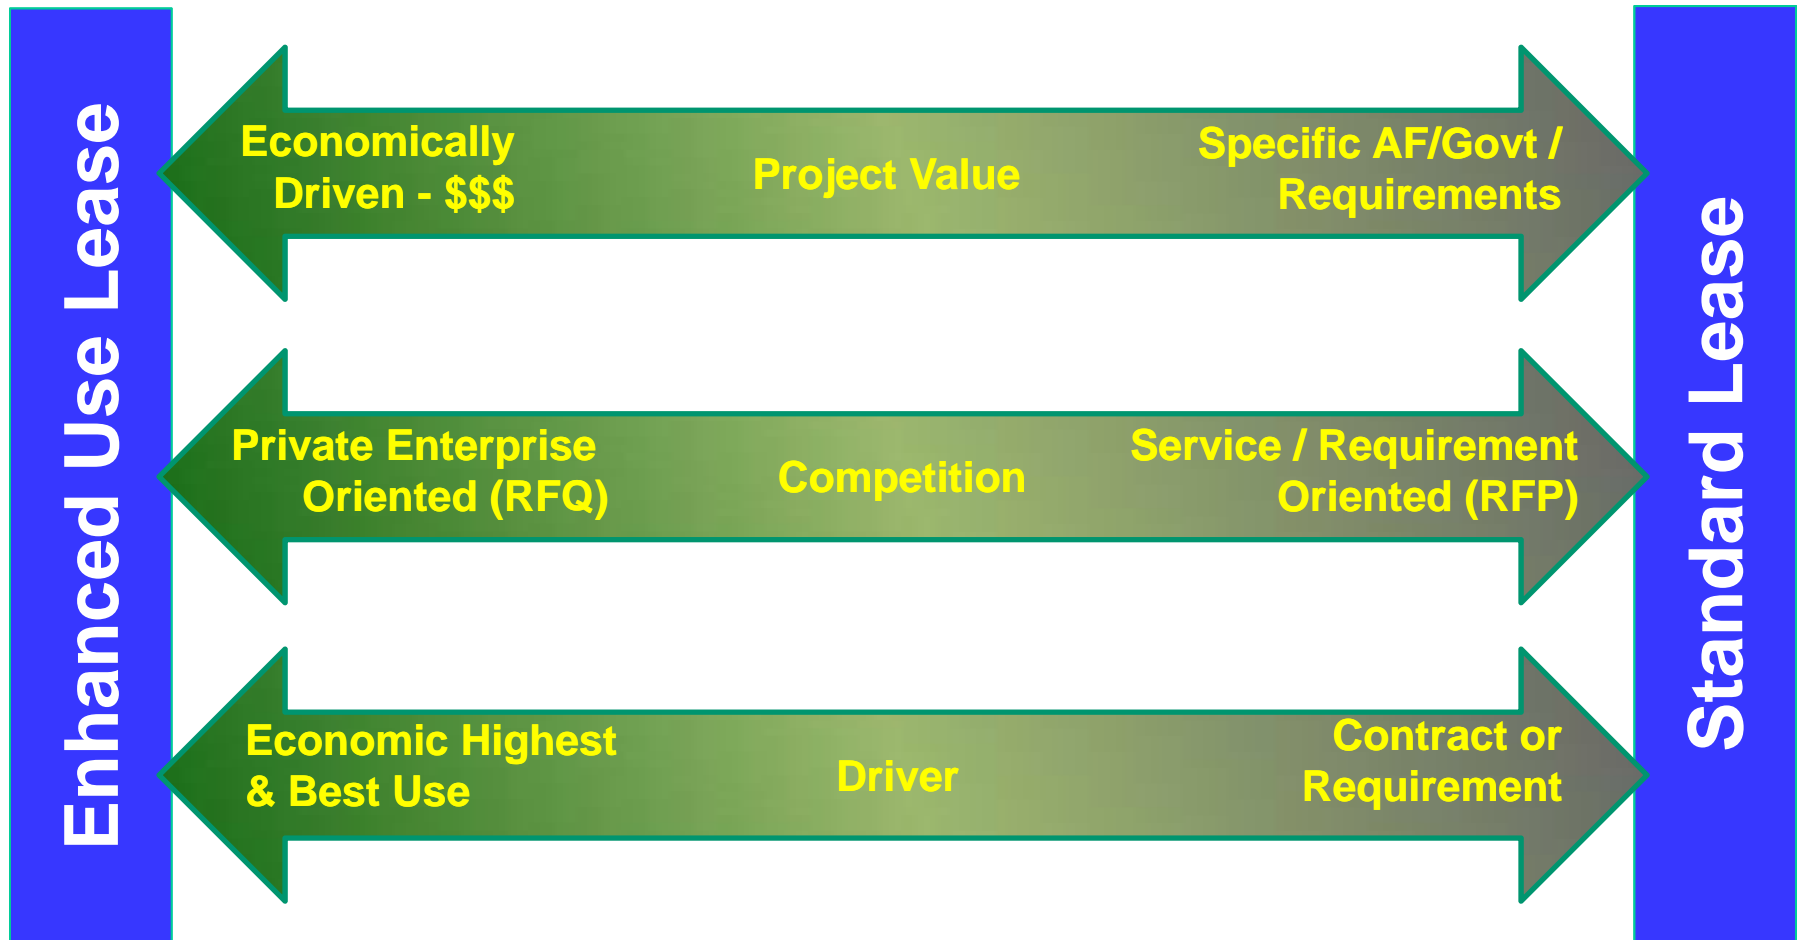 Enhanced Use Lease
Economically
Driven - $$$
Project Value
Specific AF/Govt /
Requirements
Private Enterprise
Oriented (RFQ)
Competition
Service / Requirement
Oriented (RFP)
Economic Highest
& Best Use
Driver
Contract or
Requirement
Standard Lease